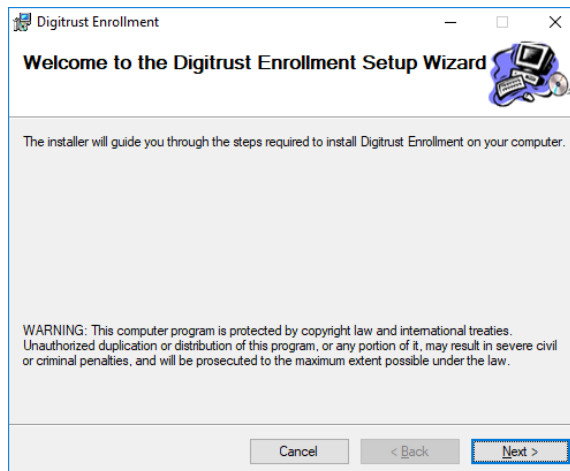 Digitrust Enrollment
Welcome to the Digitrust Enrollment Setup Wizard
The installer will guide you through the steps required to install Digitrust Enrollment on your computer.
WARNING: This computer program is protected by copyright law and international treaties.
Unauthorized duplication or distribution of this program, or any portion of it, may result in severe civil
or criminal penalties, and will be prosecuted to the maximum extent possible under the law.
Cancel < Back Next >